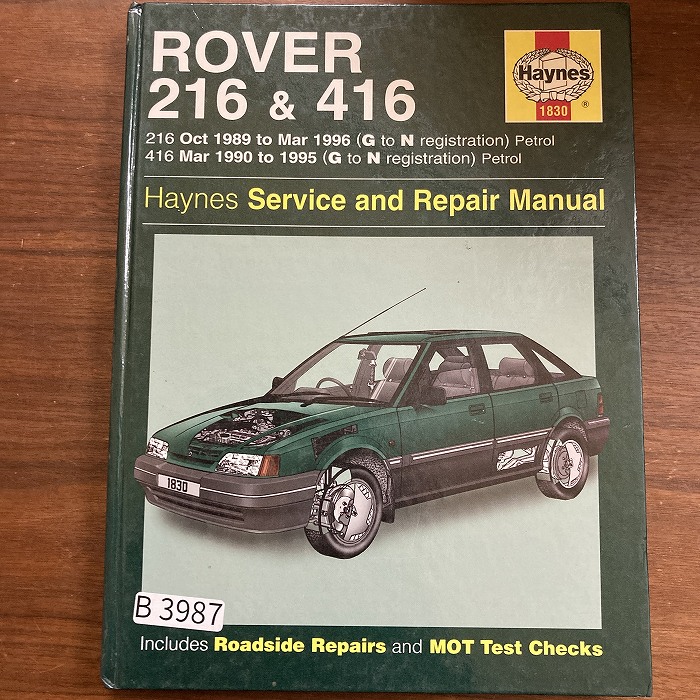 ROVER
216 & 416
Haynes
1830
®
216 Oct 1989 to Mar 1996 (G to N registration) Petrol
416 Mar 1990 to 1995 (G to N registration) Petrol
Haynes Service and Repair Manual
1830
B 3987
Includes Roadside Repairs and MOT Test Checks